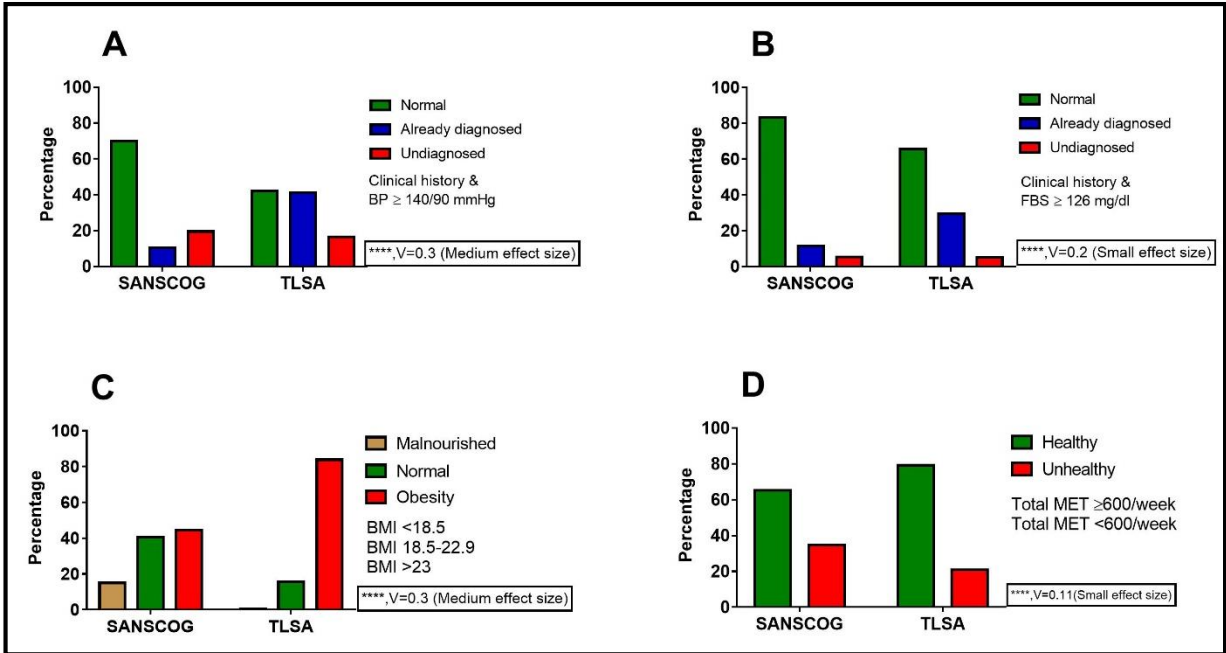 A
100
80
60
40
20
0
Percentage
SANSCOG
TLSA
Normal
Already diagnosed
Undiagnosed
Clinical history &
BP ≥ 140/90 mmHg
****,V=0.3 (Medium effect size)
B
100
80
60
40
20
0
Percentage
SANSCOG
TLSA
Normal
Already diagnosed
Undiagnosed
Clinical history &
FBS ≥ 126 mg/dl
****,V=0.2 (Small effect size)
C
100
80
60
40
20
0
Percentage
SANSCOG
TLSA
Malnourished
Normal
Obesity
BMI <18.5
BMI 18.5-22.9
BMI >23
****,V=0.3 (Medium effect size)
D
100
80
60
40
20
0
Percentage
SANSCOG
TLSA
Healthy
Unhealthy
Total MET ≥600/week
Total MET <600/week
****,V=0.11(Small effect size)